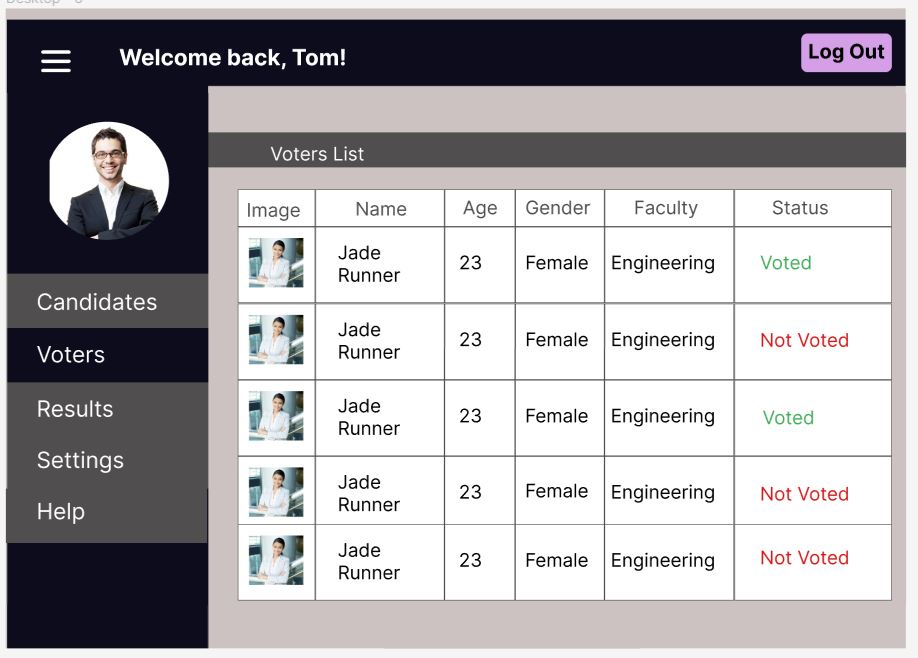 Welcome back, Tom!
Log Out
Voters List
Candidates
Voters
Results
Settings
Help
Image Name Age Gender Faculty Status
Jade
Runner
23 Female Engineering Voted
Jade
Runner
23 Female Engineering Not Voted
Jade
Runner
23 Female Engineering Voted
Jade
Runner
23 Female Engineering Not Voted
Jade
Runner
23 Female Engineering Not Voted